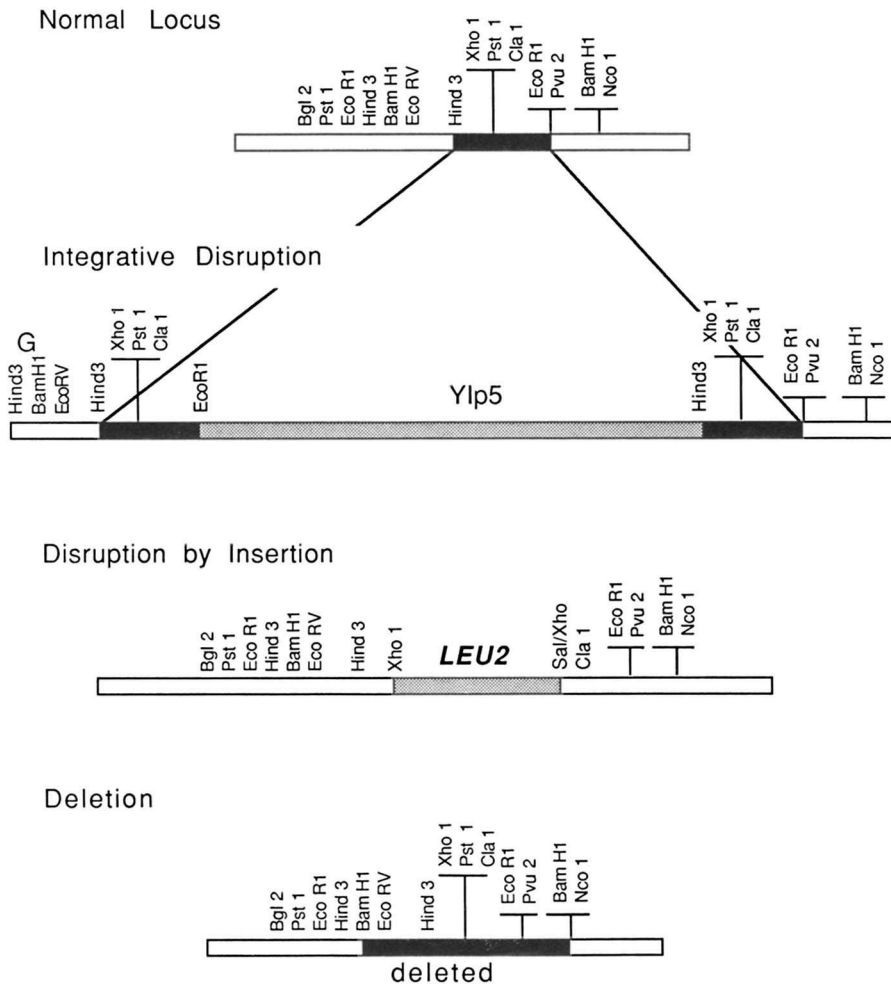 Normal Locus
Bgl 2
Pst 1
Eco R1
Hind 3
Bam H1
Eco RV
Hind 3
Xho 1
Pst 1
Cla 1
Eco R1
Pvu 2
Bam H1
Nco 1
Integrative Disruption
G
Hind3
BamH1
EcoRV
Hind3
Xho 1
Pst 1
Cla 1
EcoR1
YIp5
Hind3
Xho 1
Pst 1
Cla 1
Eco R1
Pvu 2
Bam H1
Nco 1
Disruption by Insertion
Bgl 2
Pst 1
Eco R1
Hind 3
Bam H1
Eco RV
Hind 3
Xho 1
LEU2
Sal/Xho
Cla 1
Eco R1
Pvu 2
Bam H1
Nco 1
Deletion
Bgl 2
Pst 1
Eco R1
Hind 3
Bam H1
Eco RV
Hind 3
Xho 1
Pst 1
Cla 1
Eco R1
Pvu 2
Bam H1
Nco 1
deleted